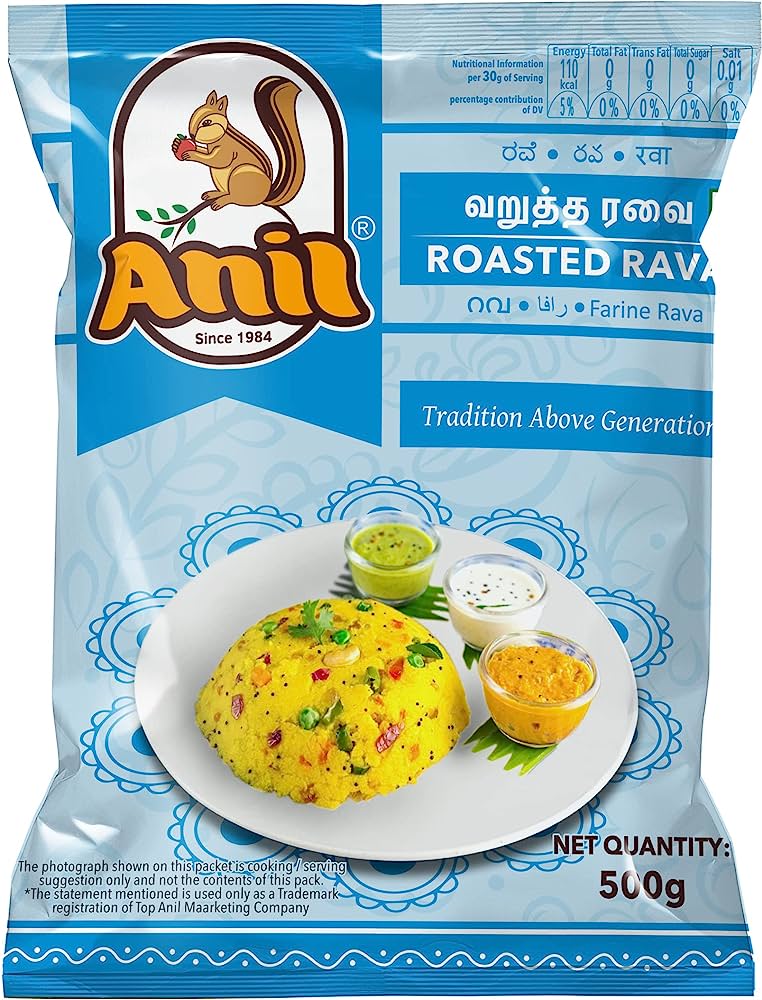 Anil
®
Since 1984
Nutritional Information
per 30g of Serving
percentage contribution
of DV
Energy Total Fat Trans Fat Total Sugar Salt
110 kcal 0 g 0 g 0 g 0.01 g
5% 0% 0% 0% 0%
ರವೆ • రవ • रवा
வறுத்த ரவை
ROASTED RAVA
റവ • رافا • Farine Rava
Tradition Above Generation
The photograph shown on this packet is cooking / serving
suggestion only and not the contents of this pack.
*The statement mentioned is used only as a Trademark
registration of Top Anil Maarketing Company
NET QUANTITY:
500g